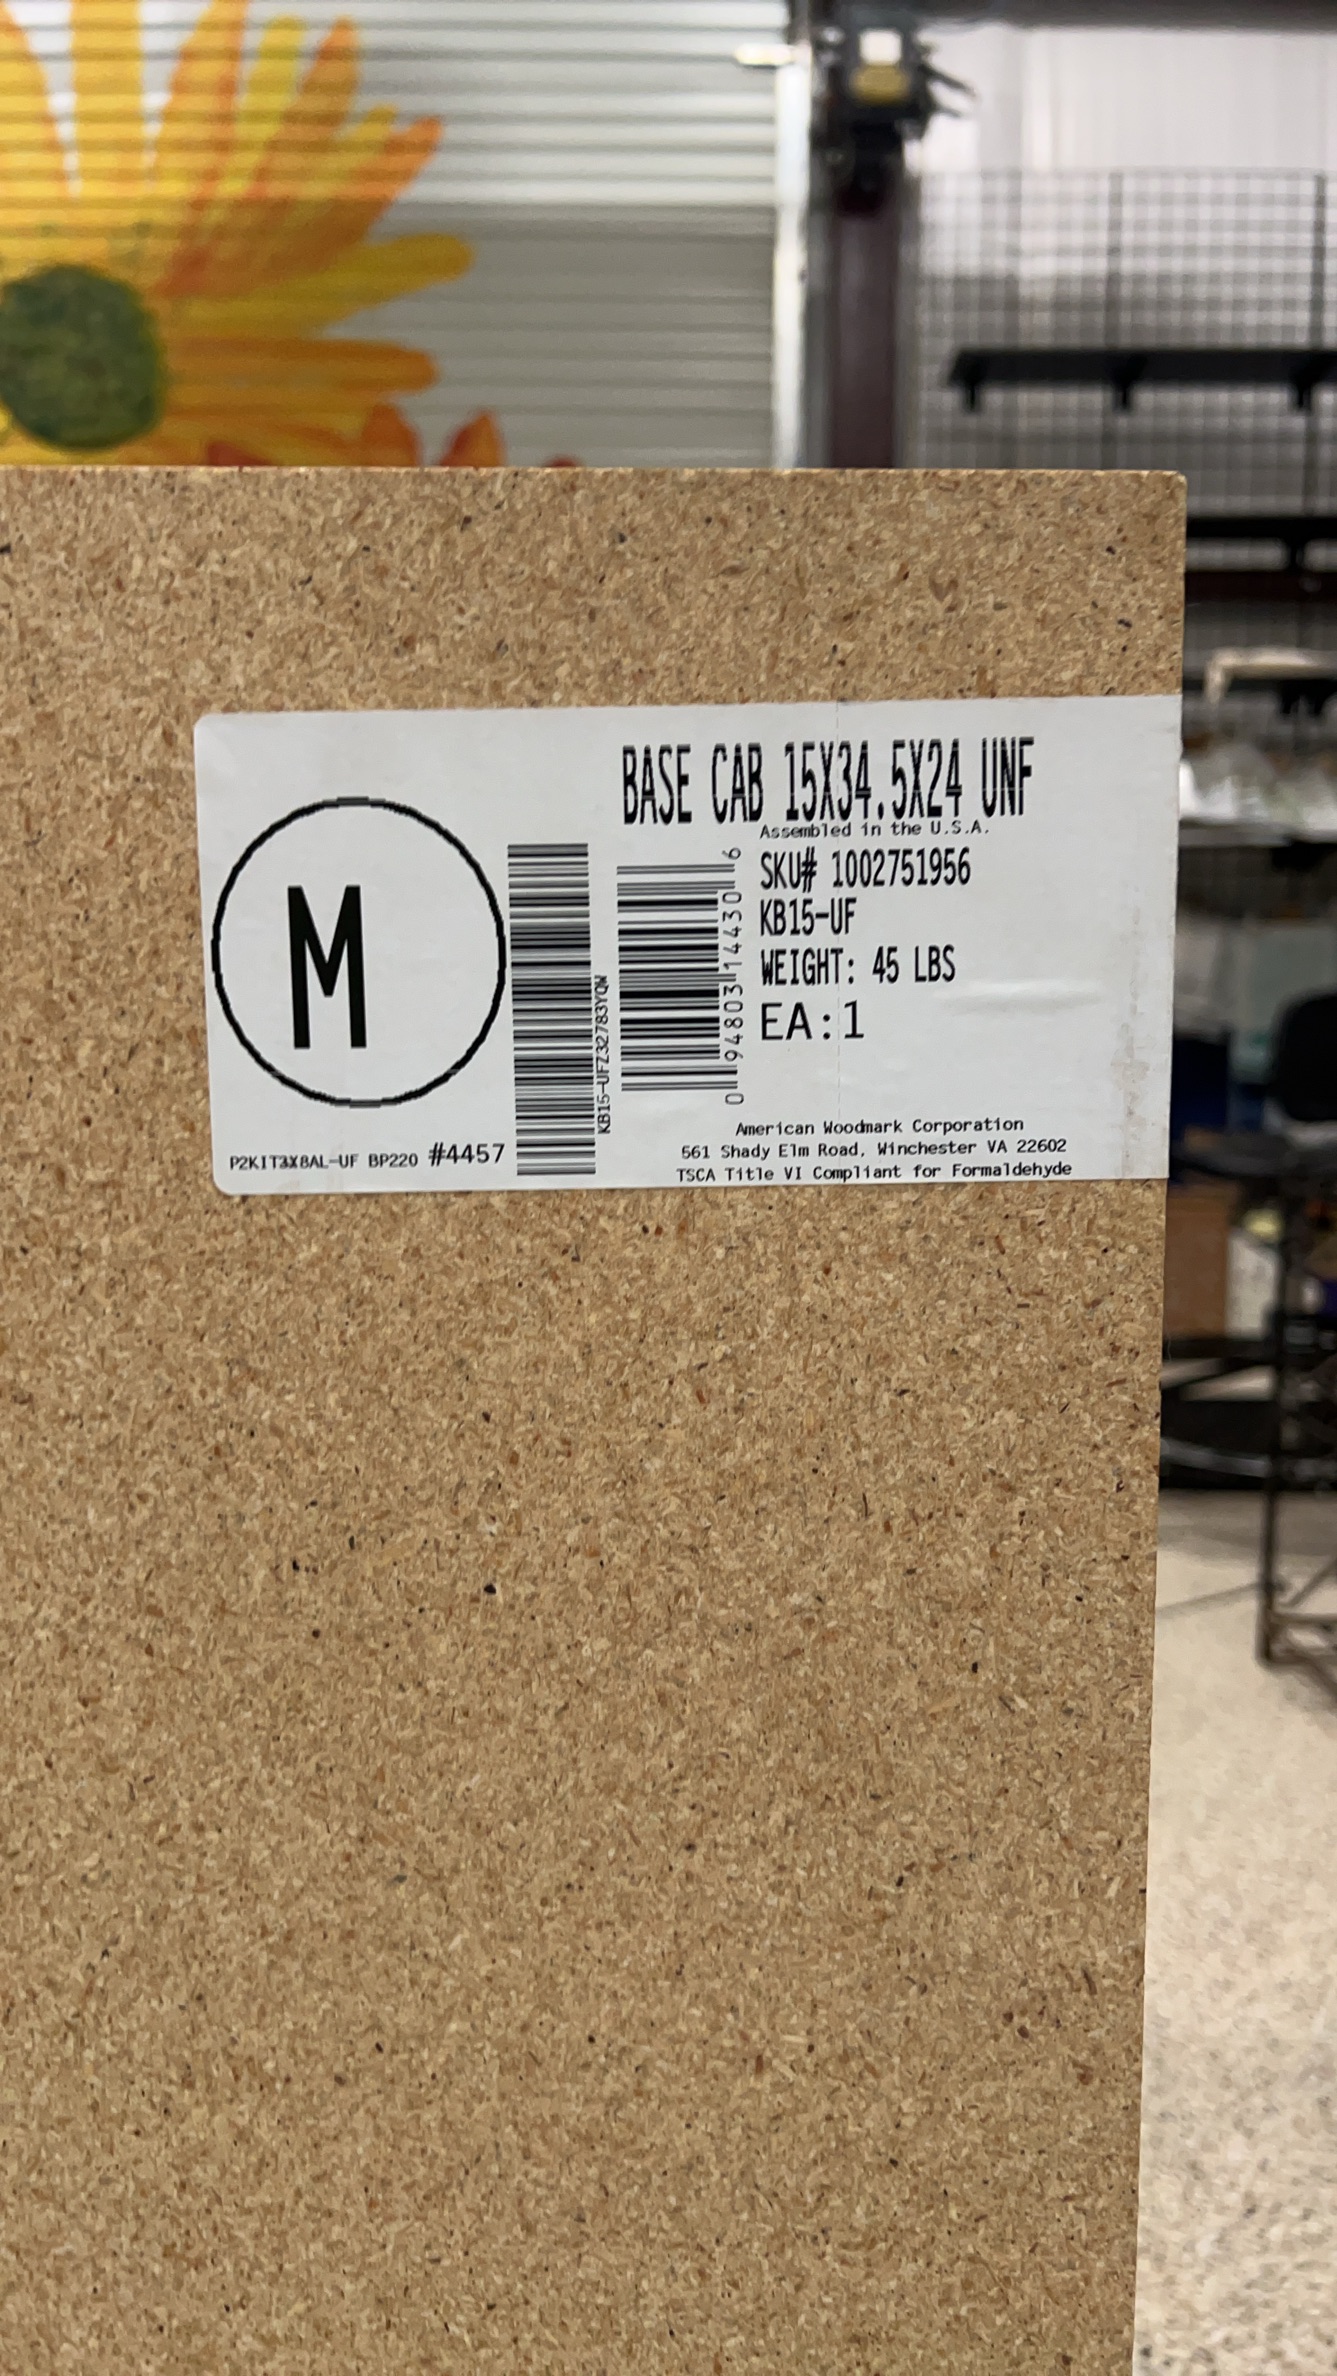 BASE CAB 15X34.5X24 UNF
Assembled in the U.S.A.
SKU# 1002751956
KB15-UF
WEIGHT: 45 LBS
EA:1
M
KB15-UFZ32783YQW
0 94803 14430 6
P2KIT3X8AL-UF BP220 #4457
American Woodmark Corporation
561 Shady Elm Road, Winchester VA 22602
TSCA Title VI Compliant for Formaldehyde